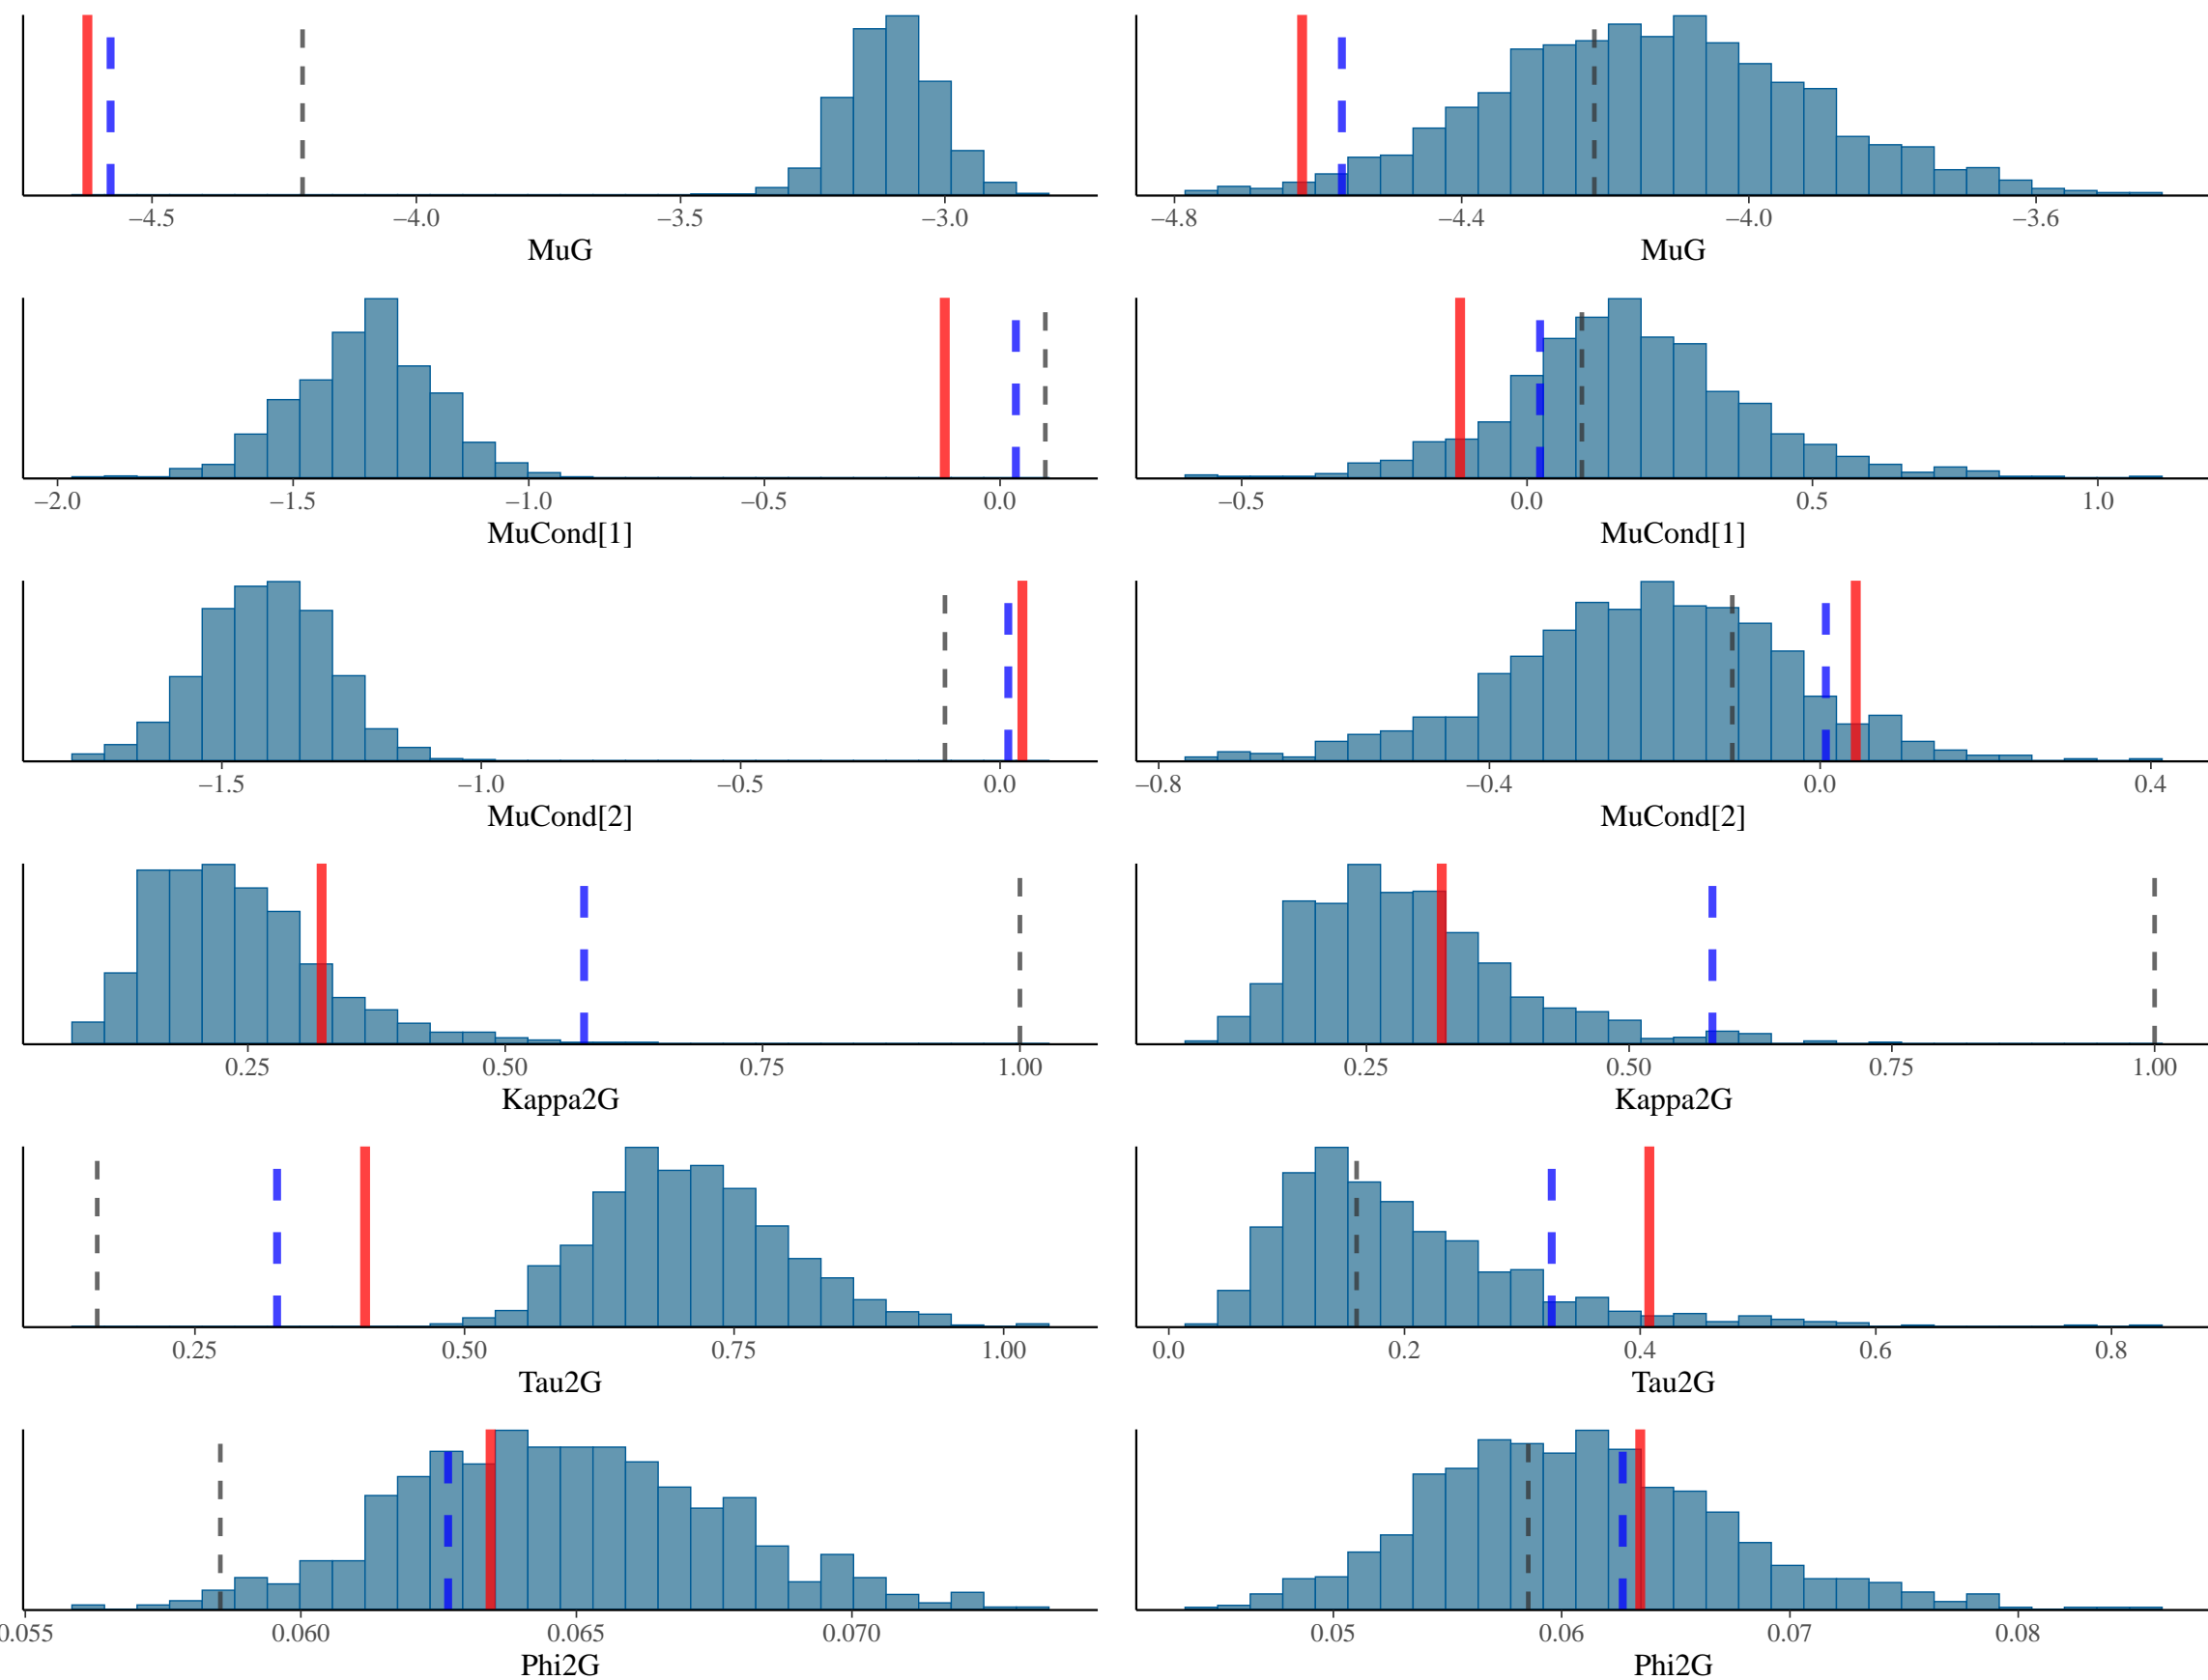 −4.5 −4.0 −3.5 −3.0
MuG
−4.8 −4.4 −4.0 −3.6
MuG
−2.0 −1.5 −1.0 −0.5 0.0
MuCond[1]
−0.5 0.0 0.5 1.0
MuCond[1]
−1.5 −1.0 −0.5 0.0
MuCond[2]
−0.8 −0.4 0.0 0.4
MuCond[2]
0.25 0.50 0.75 1.00
Kappa2G
0.25 0.50 0.75 1.00
Kappa2G
0.25 0.50 0.75 1.00
Tau2G
0.0 0.2 0.4 0.6 0.8
Tau2G
0.055 0.060 0.065 0.070
Phi2G
0.05 0.06 0.07 0.08
Phi2G